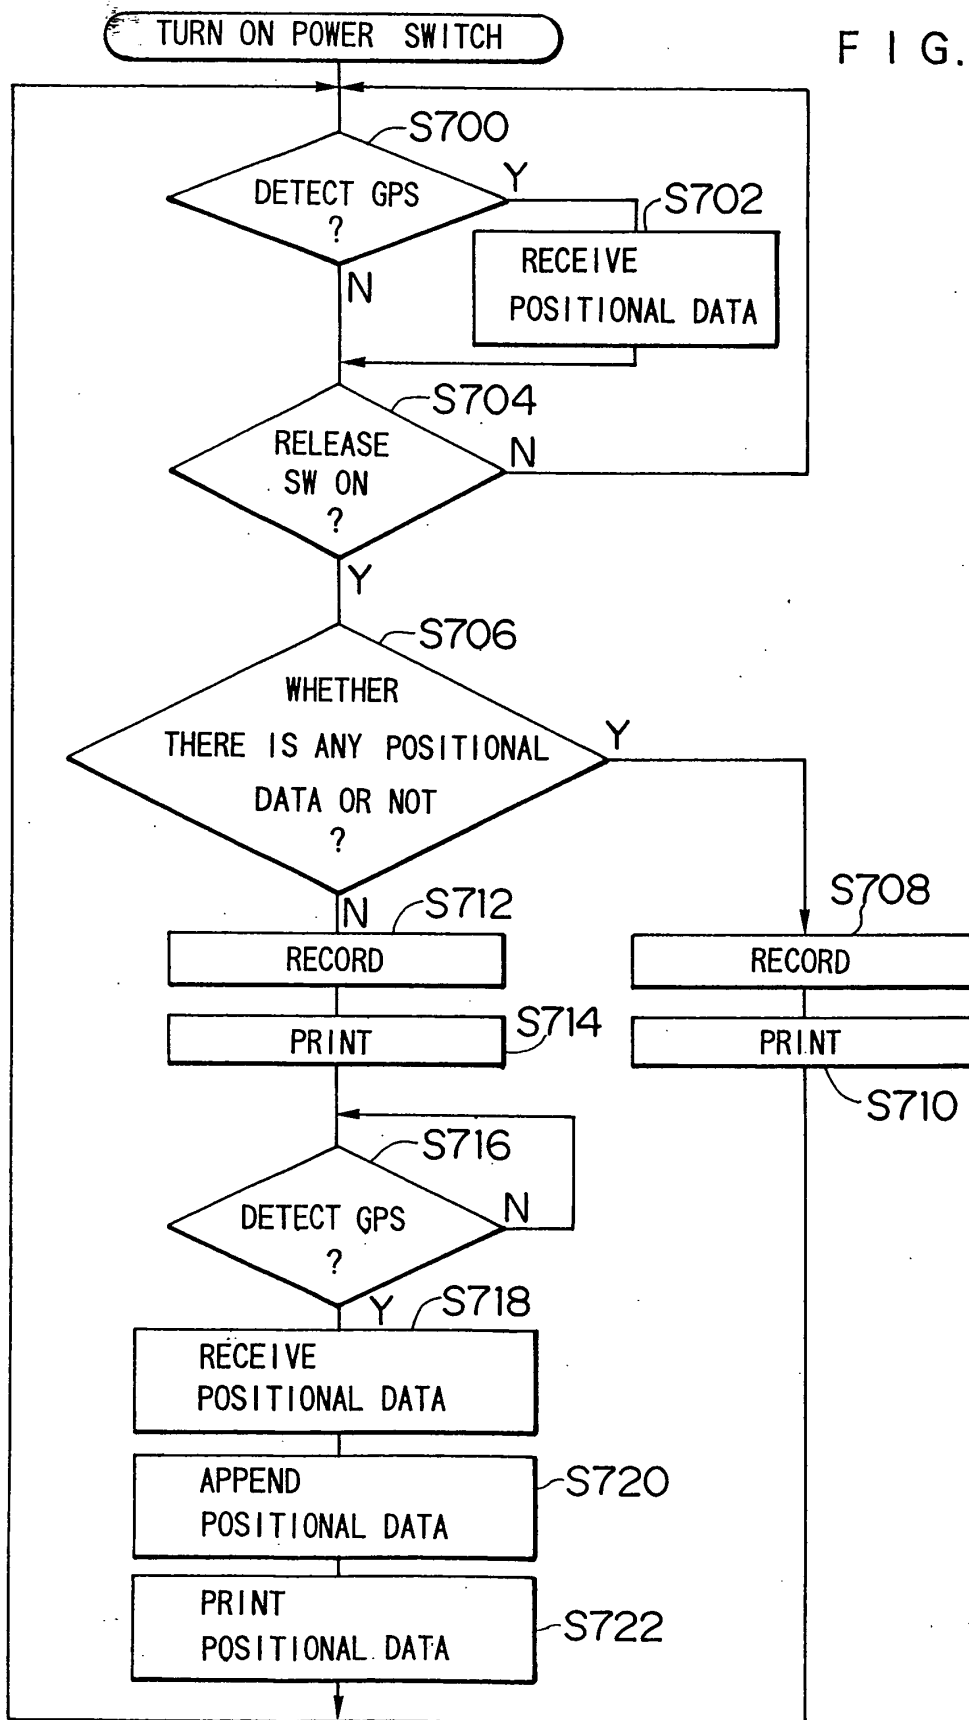 TURN ON POWER SWITCH
FIG.
S700
DETECT GPS
?
Y
N
S702
RECEIVE
POSITIONAL DATA
S704
RELEASE
SW ON
?
N
Y
S706
WHETHER
THERE IS ANY POSITIONAL
DATA OR NOT
?
Y
N
S712
RECORD
S708
RECORD
PRINT
S714
PRINT
S710
S716
DETECT GPS
?
N
Y
S718
RECEIVE
POSITIONAL DATA
APPEND
POSITIONAL DATA
S720
PRINT
POSITIONAL DATA
S722